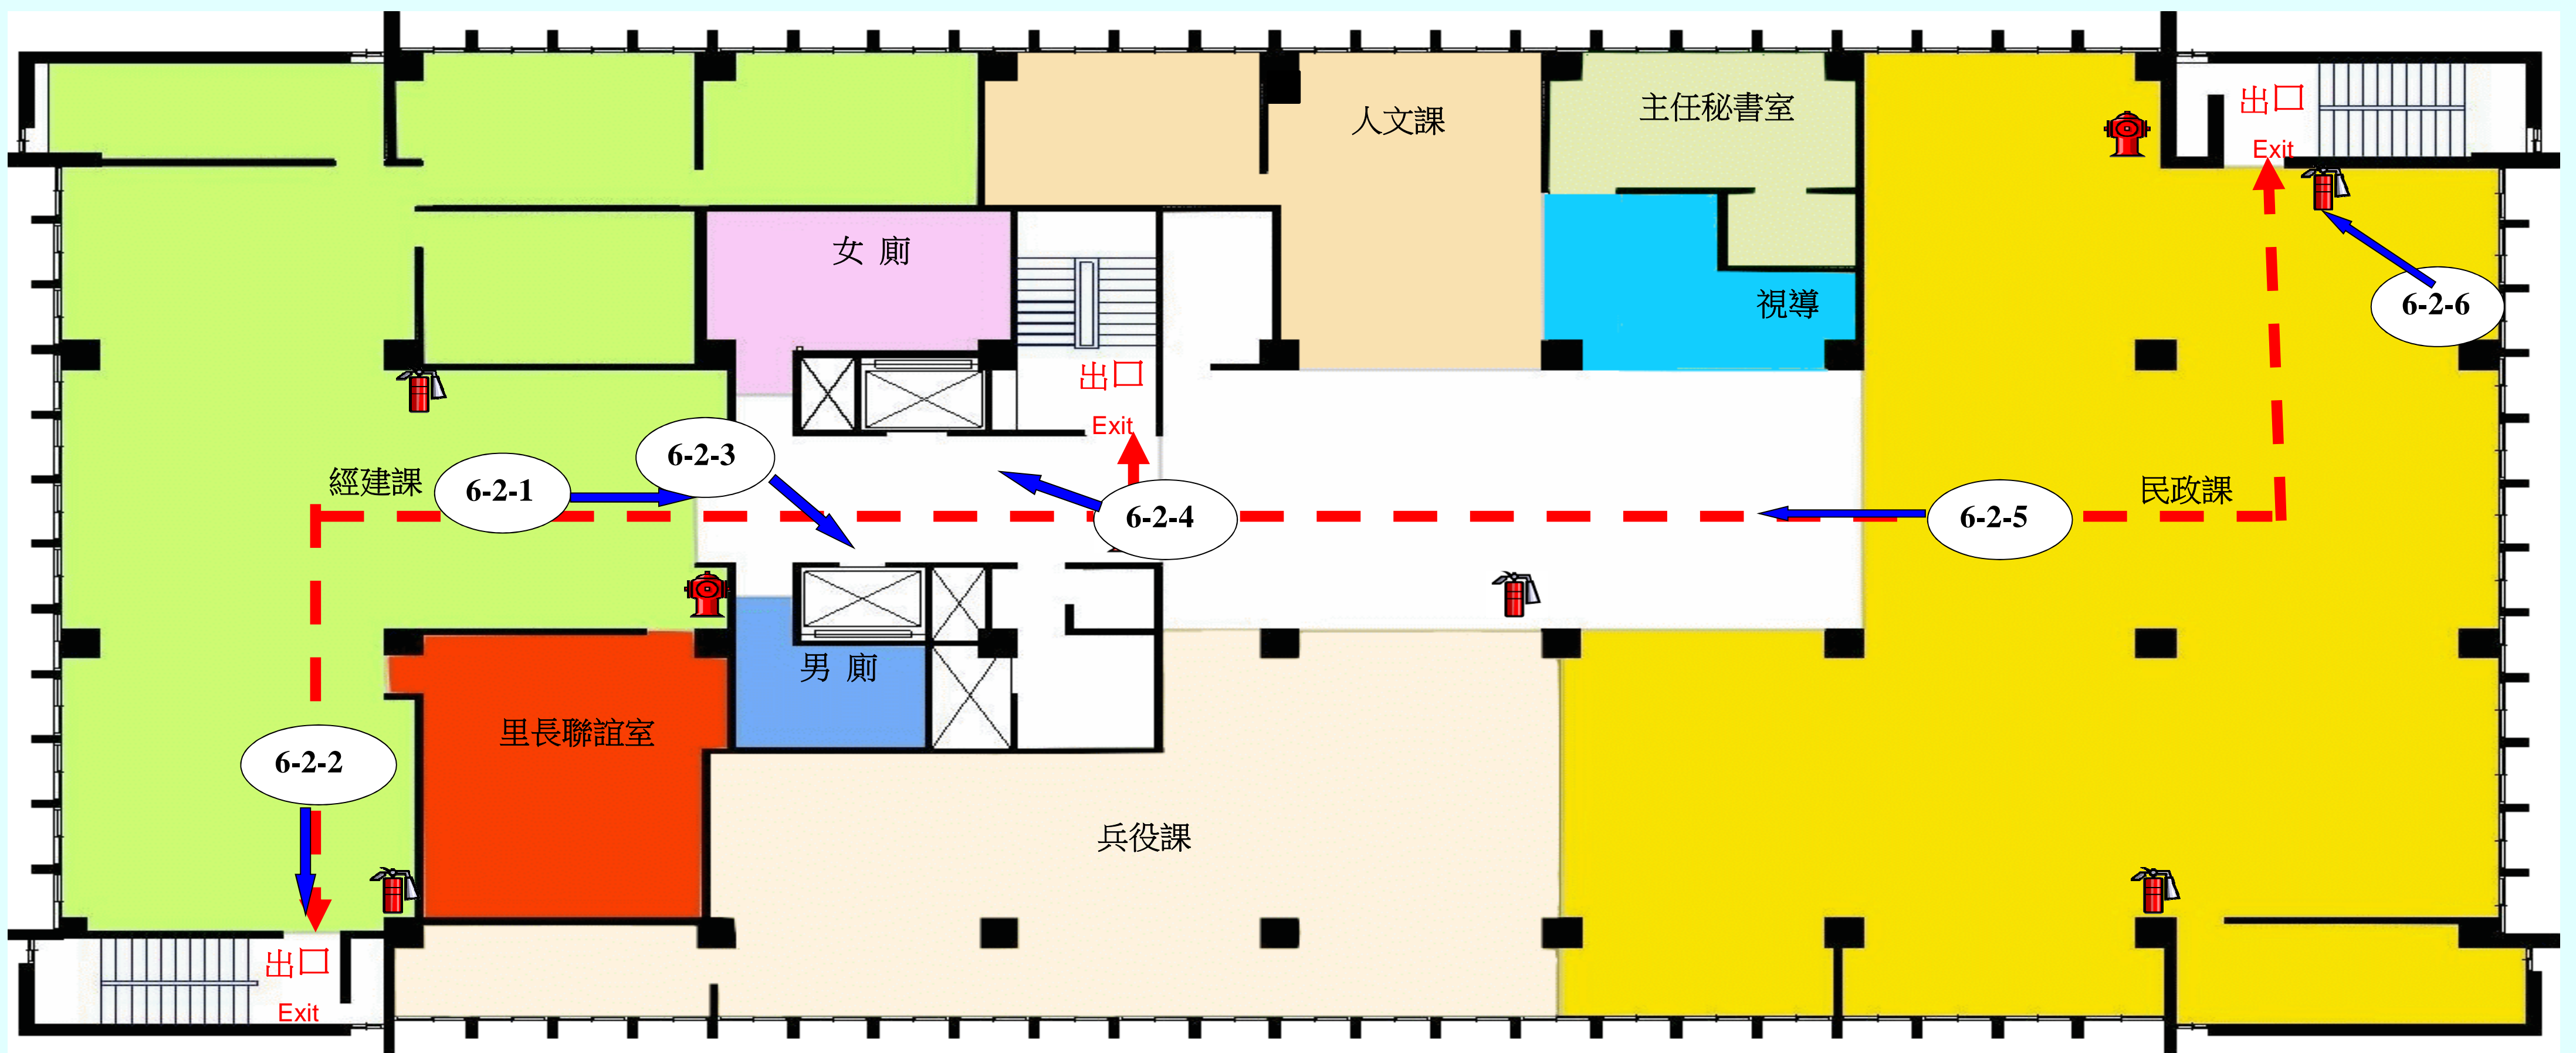 人文課
主任秘書室
出口
Exit
女 廁
視導
6-2-6
出口
Exit
經建課
6-2-1
6-2-3
6-2-4
6-2-5
民政課
男 廁
里長聯誼室
6-2-2
兵役課
出口
Exit